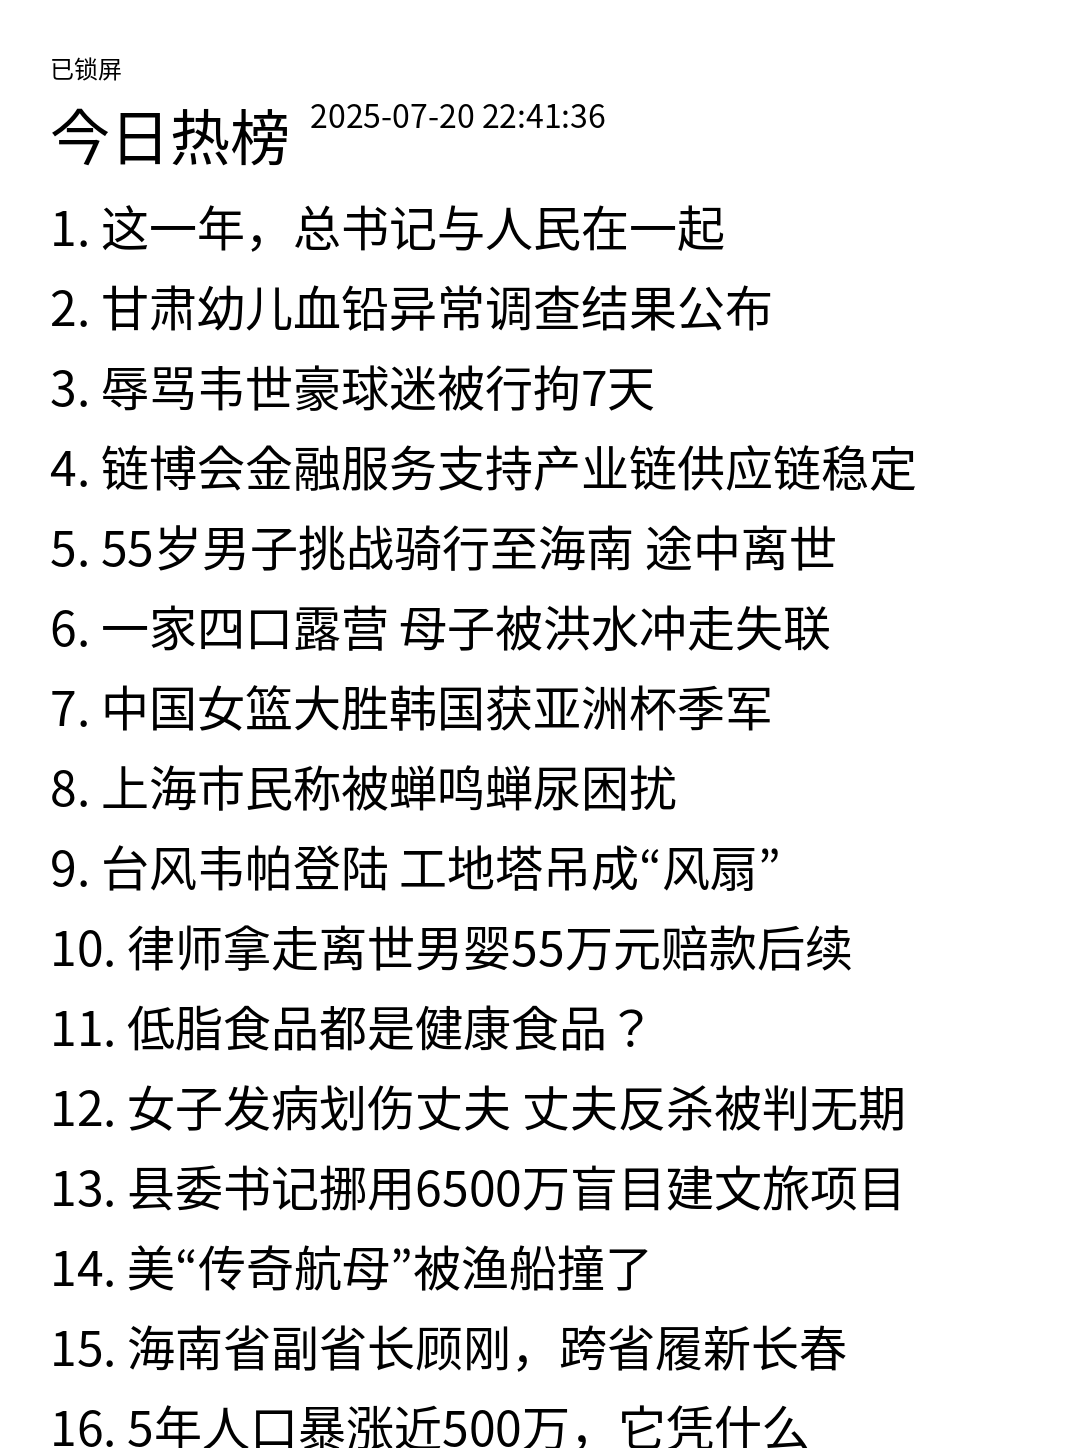 已锁屏
今日热榜 2025-07-20 22:41:36
1. 这一年，总书记与人民在一起
2. 甘肃幼儿血铅异常调查结果公布
3. 辱骂韦世豪球迷被行拘7天
4. 链博会金融服务支持产业链供应链稳定
5. 55岁男子挑战骑行至海南 途中离世
6. 一家四口露营 母子被洪水冲走失联
7. 中国女篮大胜韩国获亚洲杯季军
8. 上海市民称被蝉鸣蝉尿困扰
9. 台风韦帕登陆 工地塔吊成“风扇”
10. 律师拿走离世男婴55万元赔款后续
11. 低脂食品都是健康食品？
12. 女子发病划伤丈夫 丈夫反杀被判无期
13. 县委书记挪用6500万盲目建文旅项目
14. 美“传奇航母”被渔船撞了
15. 海南省副省长顾刚，跨省履新长春
16. 5年人口暴涨近500万，它凭什么